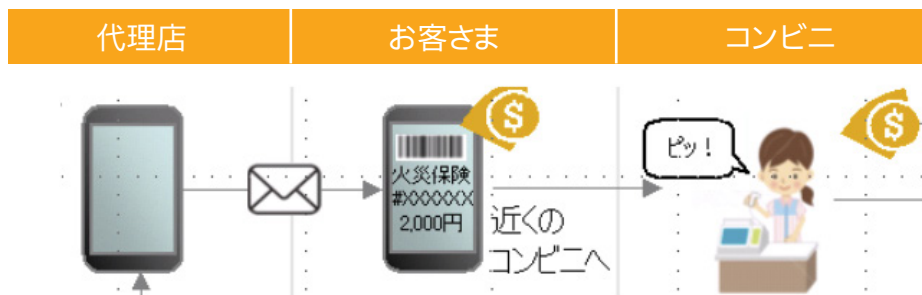 代理店
お客さま
コンビニ
$
$
火災保険
#XXXXXXX
2,000円
ピッ！
近くの
コンビニへ